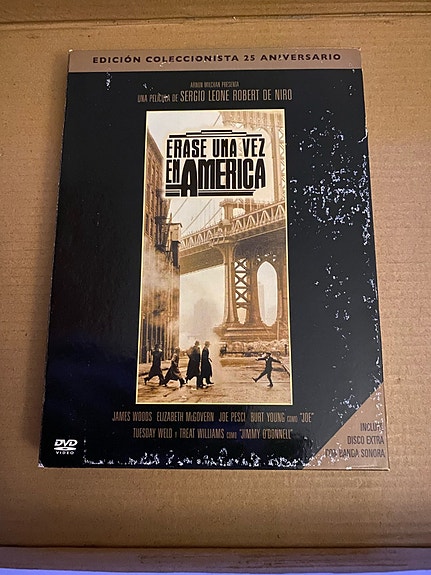 EDICIÓN COLECCIONISTA 25 ANIVERSARIO
ARNON MILCHAN PRESENTA
UNA PELÍCULA DE SERGIO LEONE ROBERT DE NIRO
ERASE UNA VEZ
EN AMERICA
JAMES WOODS ELIZABETH McGOVERN JOE PESCI BURT YOUNG COMO "JOE"
TUESDAY WELD Y TREAT WILLIAMS COMO "JIMMY O'DONNELL"
DVD
VIDEO
INCLUYE
DISCO EXTRA
CON BANDA SONORA